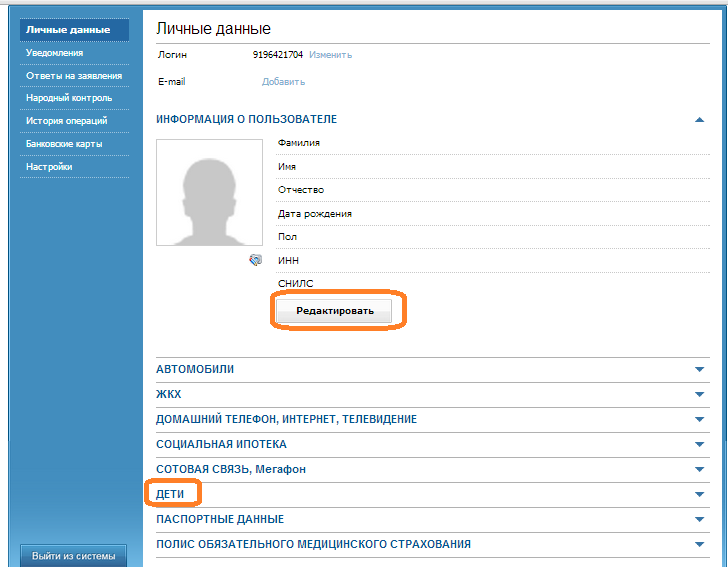 Личные данные
Уведомления
Ответы на заявления
Народный контроль
История операций
Банковские карты
Настройки
Выйти из системы
Личные данные
Логин 9196421704 Изменить
E-mail Добавить
ИНФОРМАЦИЯ О ПОЛЬЗОВАТЕЛЕ
Фамилия
Имя
Отчество
Дата рождения
Пол
ИНН
СНИЛС
Редактировать
АВТОМОБИЛИ
ЖКХ
ДОМАШНИЙ ТЕЛЕФОН, ИНТЕРНЕТ, ТЕЛЕВИДЕНИЕ
СОЦИАЛЬНАЯ ИПОТЕКА
СОТОВАЯ СВЯЗЬ, Мегафон
ДЕТИ
ПАСПОРТНЫЕ ДАННЫЕ
ПОЛИС ОБЯЗАТЕЛЬНОГО МЕДИЦИНСКОГО СТРАХОВАНИЯ